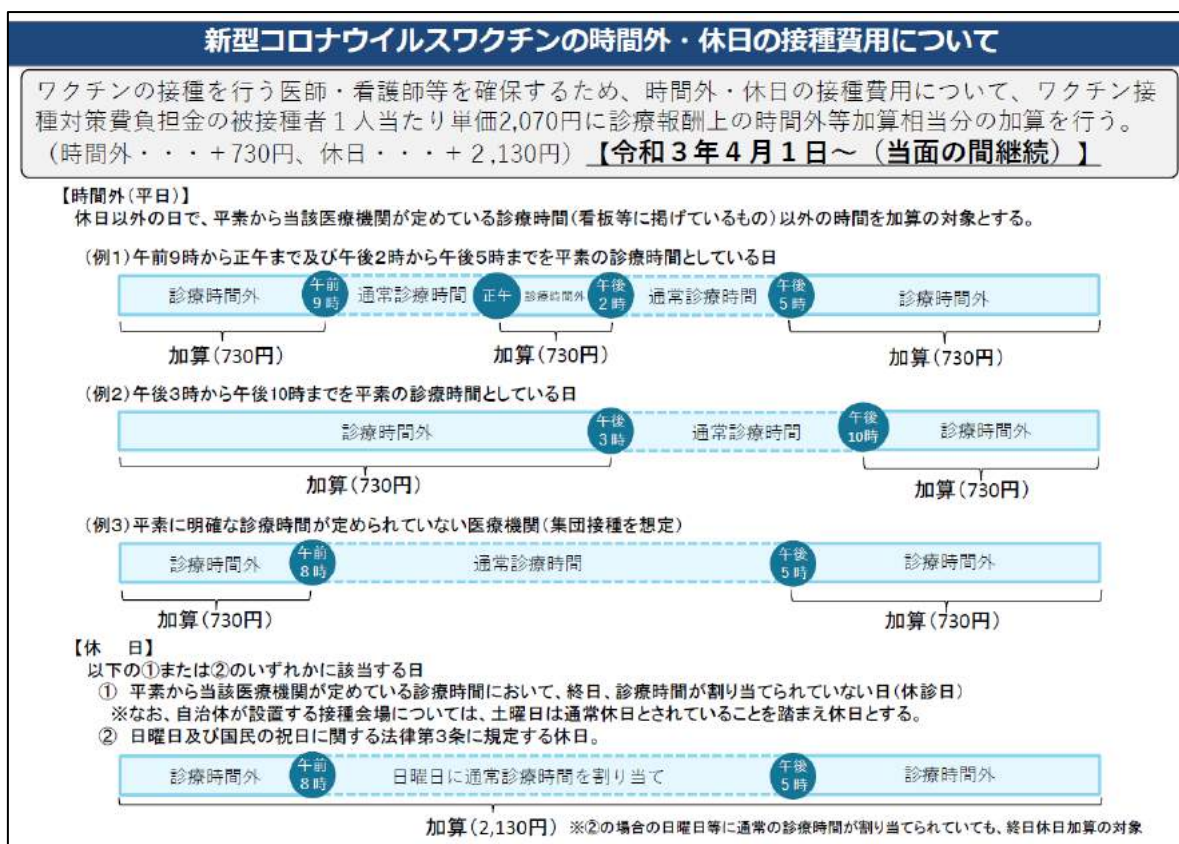 新型コロナウイルスワクチンの時間外・休日の接種費用について
ワクチンの接種を行う医師・看護師等を確保するため、時間外・休日の接種費用について、ワクチン接
種対策費負担金の被接種者1人当たり単価2,070円に診療報酬上の時間外等加算相当分の加算を行う。
(時間外・・・+730円、休日・・・+2,130円)【令和3年4月1日～(当面の間継続)】
【時間外(平日)】
休日以外の日で、平素から当該医療機関が定めている診療時間(看板等に掲げているもの)以外の時間を加算の対象とする。
(例1)午前9時から正午まで及び午後2時から午後5時までを平素の診療時間としている日
診療時間外 午前9時 通常診療時間 正午 診療時間外 午後2時 通常診療時間 午後5時 診療時間外
加算(730円) 加算(730円) 加算(730円)
(例2)午後3時から午後10時までを平素の診療時間としている日
診療時間外 午後3時 通常診療時間 午後10時 診療時間外
加算(730円) 加算(730円)
(例3)平素に明確な診療時間が定められていない医療機関(集団接種を想定)
診療時間外 午前8時 通常診療時間 午後5時 診療時間外
加算(730円) 加算(730円)
【休 日】
以下の①または②のいずれかに該当する日
① 平素から当該医療機関が定めている診療時間において、終日、診療時間が割り当てられていない日(休診日)
※なお、自治体が設置する接種会場については、土曜日は通常休日とされていることを踏まえ休日とする。
② 日曜日及び国民の祝日に関する法律第3条に規定する休日。
診療時間外 午前8時 日曜日に通常診療時間を割り当て 午後5時 診療時間外
加算(2,130円) ※②の場合の日曜日等に通常の診療時間が割り当てられていても、終日休日加算の対象